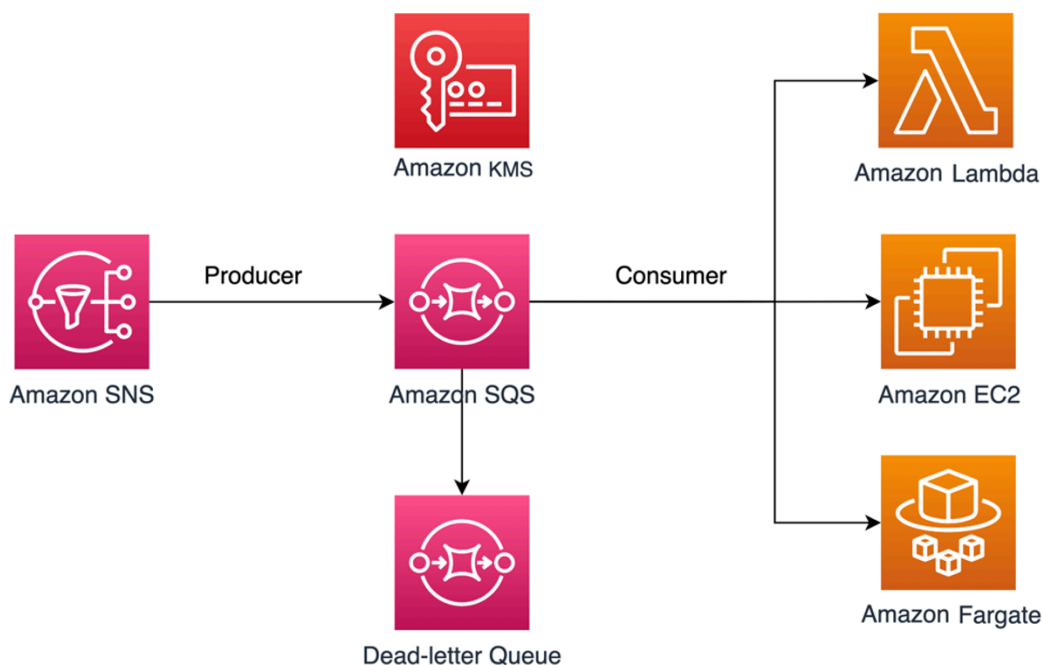 Amazon KMS
Amazon Lambda
Producer
Consumer
Amazon SNS
Amazon SQS
Amazon EC2
Amazon Fargate
Dead-letter Queue